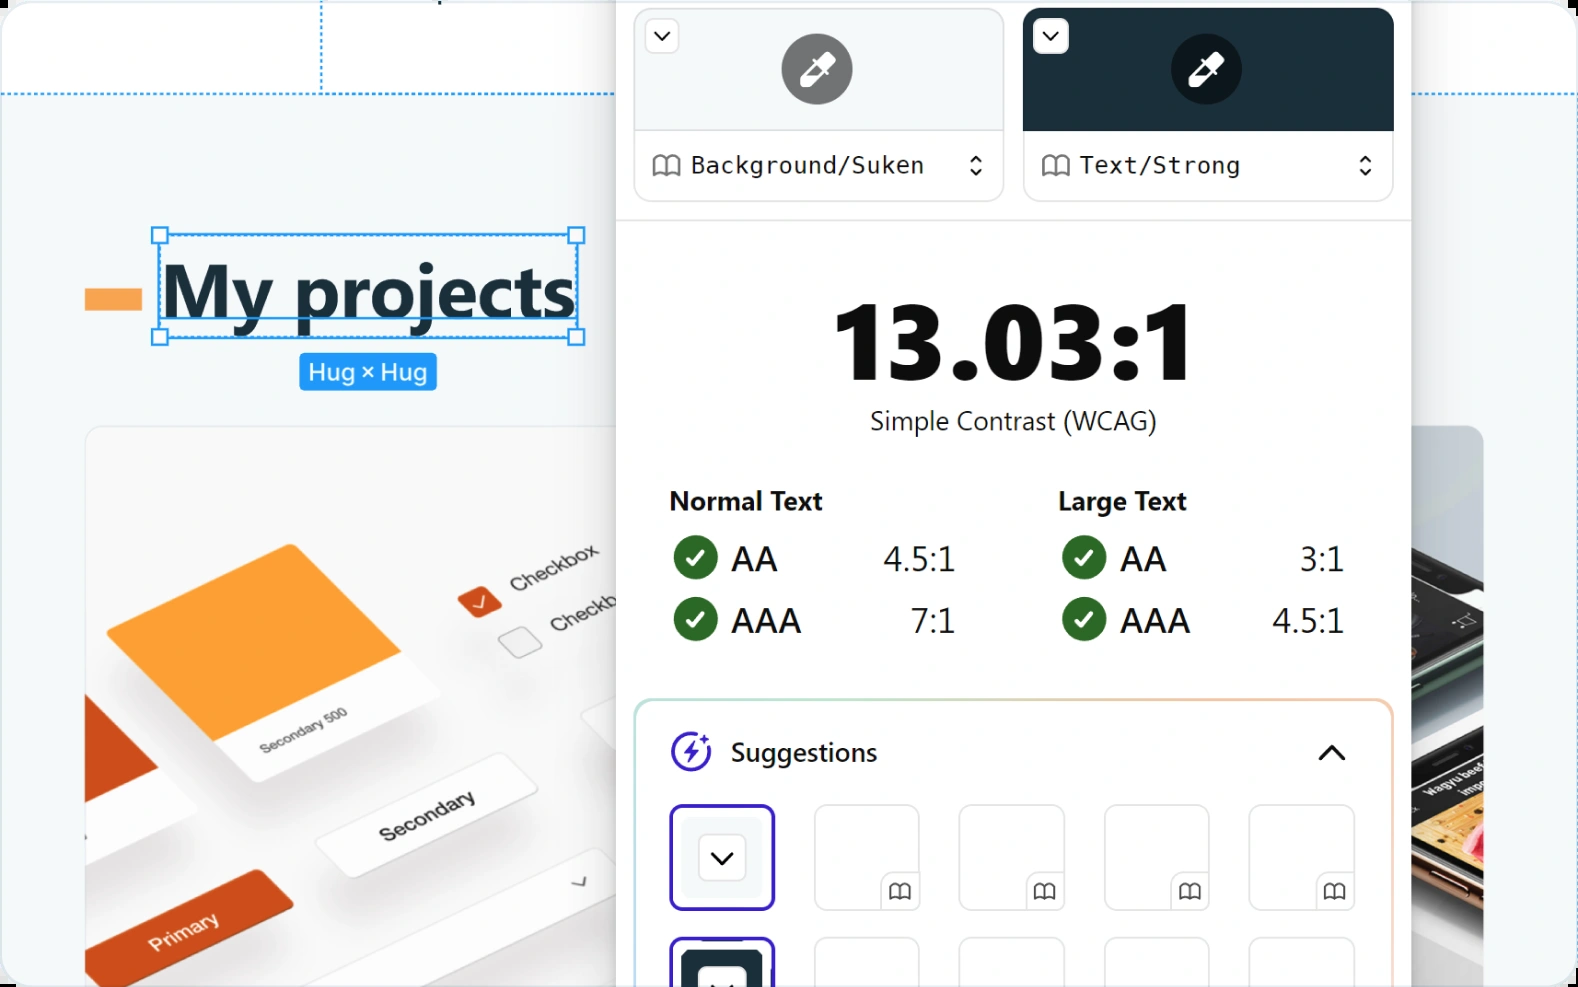 Background/Suken
Text/Strong
My projects
Hug × Hug
13.03:1
Simple Contrast (WCAG)
Normal Text
AA 4.5:1
AAA 7:1
Large Text
AA 3:1
AAA 4.5:1
Suggestions
Checkbox
Checkb
Secondary 500
Secondary
Primary
Wagyu beef
impo